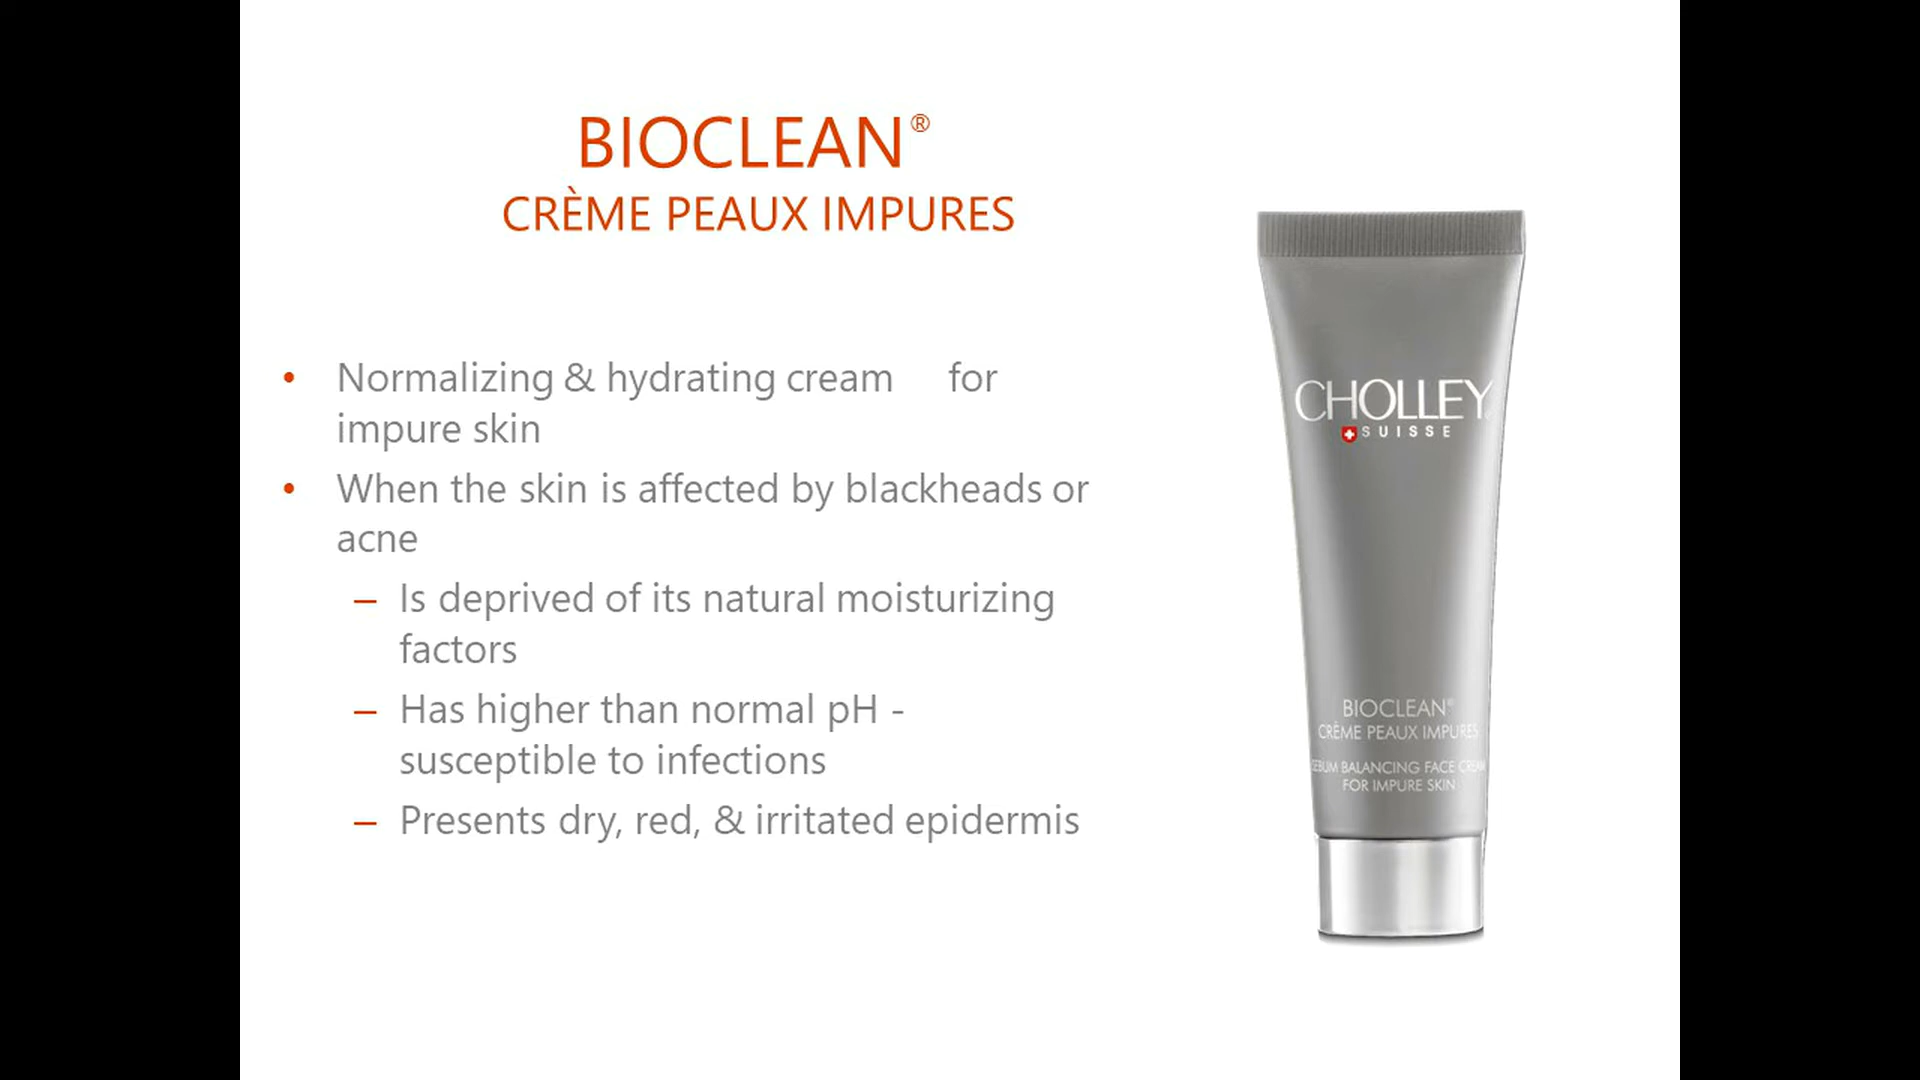 BIOCLEAN®
CRÈME PEAUX IMPURES
• Normalizing & hydrating cream for
impure skin
• When the skin is affected by blackheads or
acne
– Is deprived of its natural moisturizing
factors
– Has higher than normal pH -
susceptible to infections
– Presents dry, red, & irritated epidermis
CHOLLEY
SUISSE
BIOCLEAN®
CRÈME PEAUX IMPURES
SEBUM BALANCING FACE CREAM
FOR IMPURE SKIN